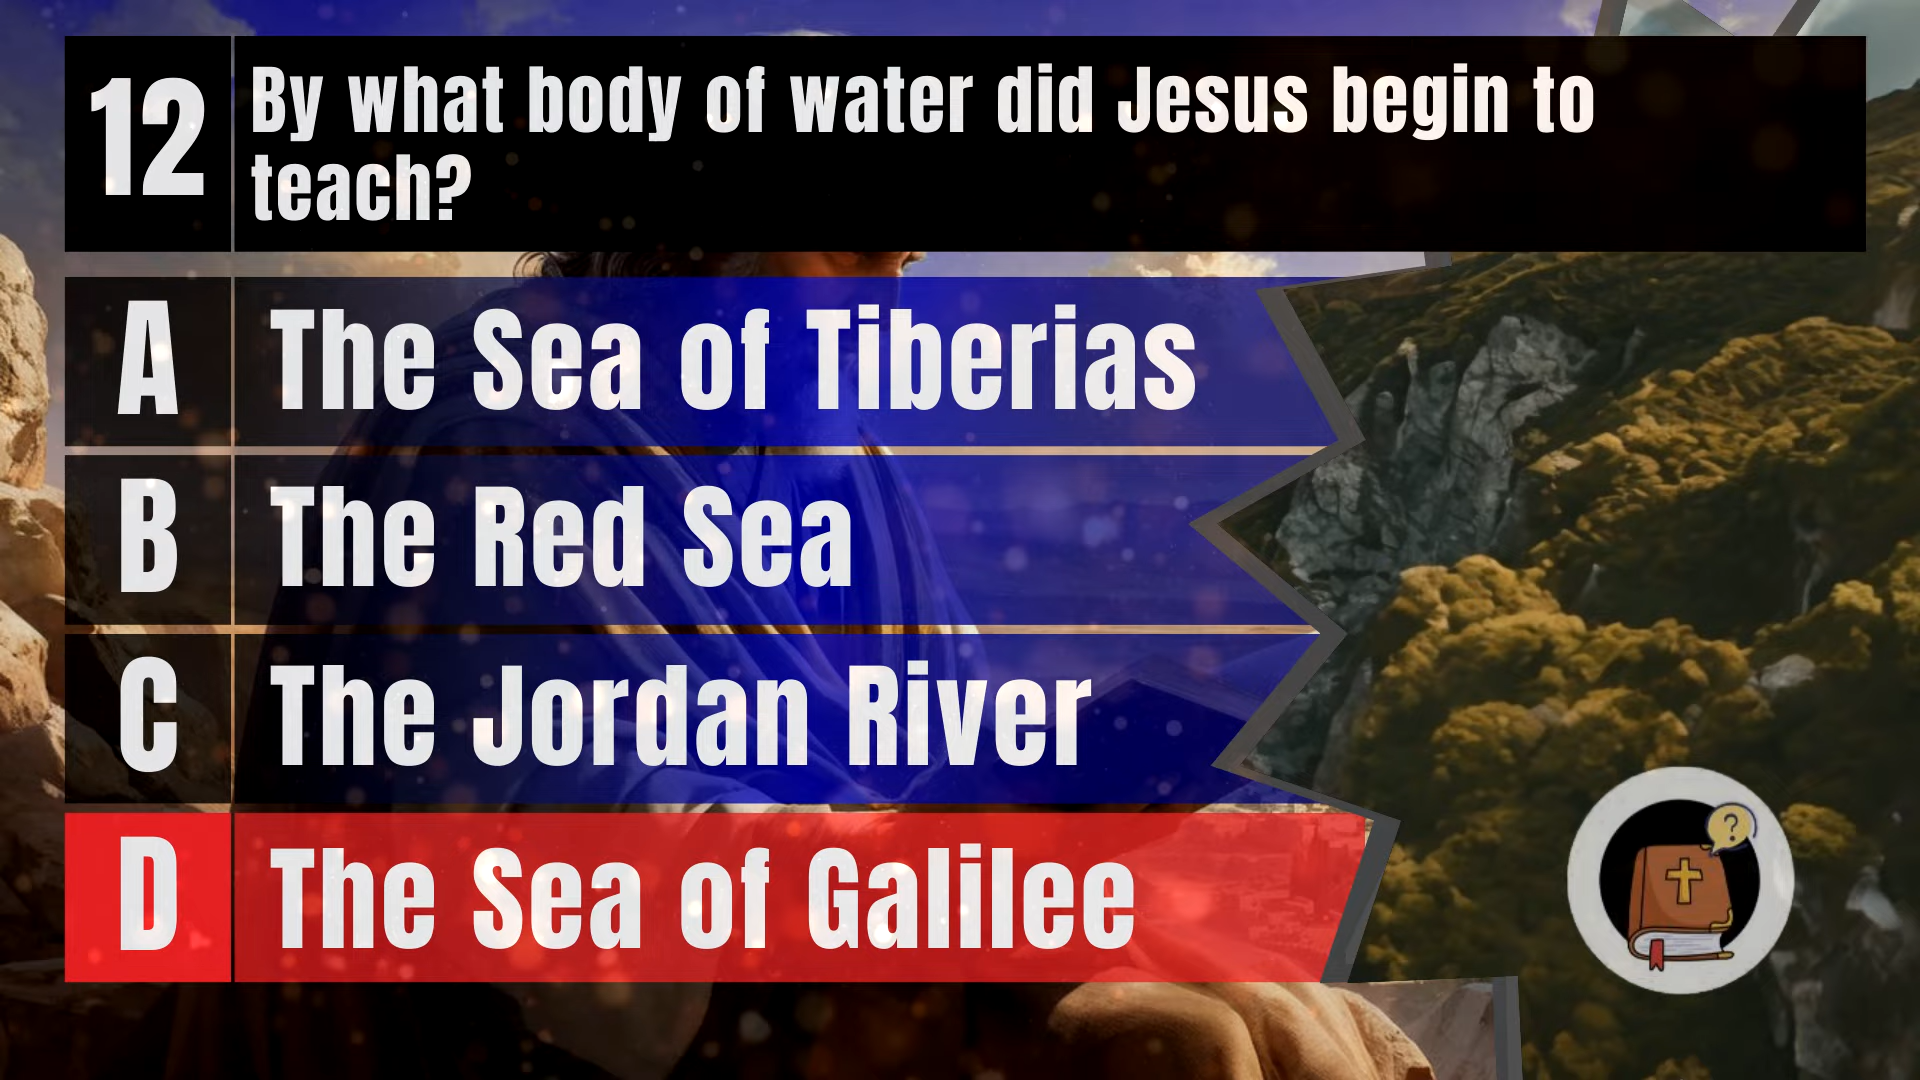 12
By what body of water did Jesus begin to
teach?
A
The Sea of Tiberias
B
The Red Sea
C
The Jordan River
D
The Sea of Galilee
?